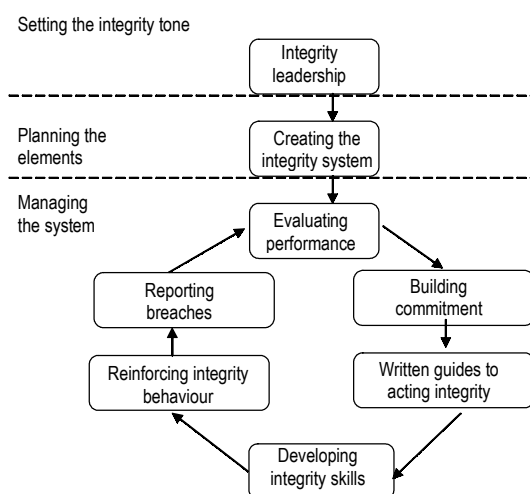 Setting the integrity tone
Integrity
leadership
Planning the
elements
Creating the
integrity system
Managing
the system
Evaluating
performance
Reporting
breaches
Building
commitment
Reinforcing integrity
behaviour
Written guides to
acting integrity
Developing
integrity skills